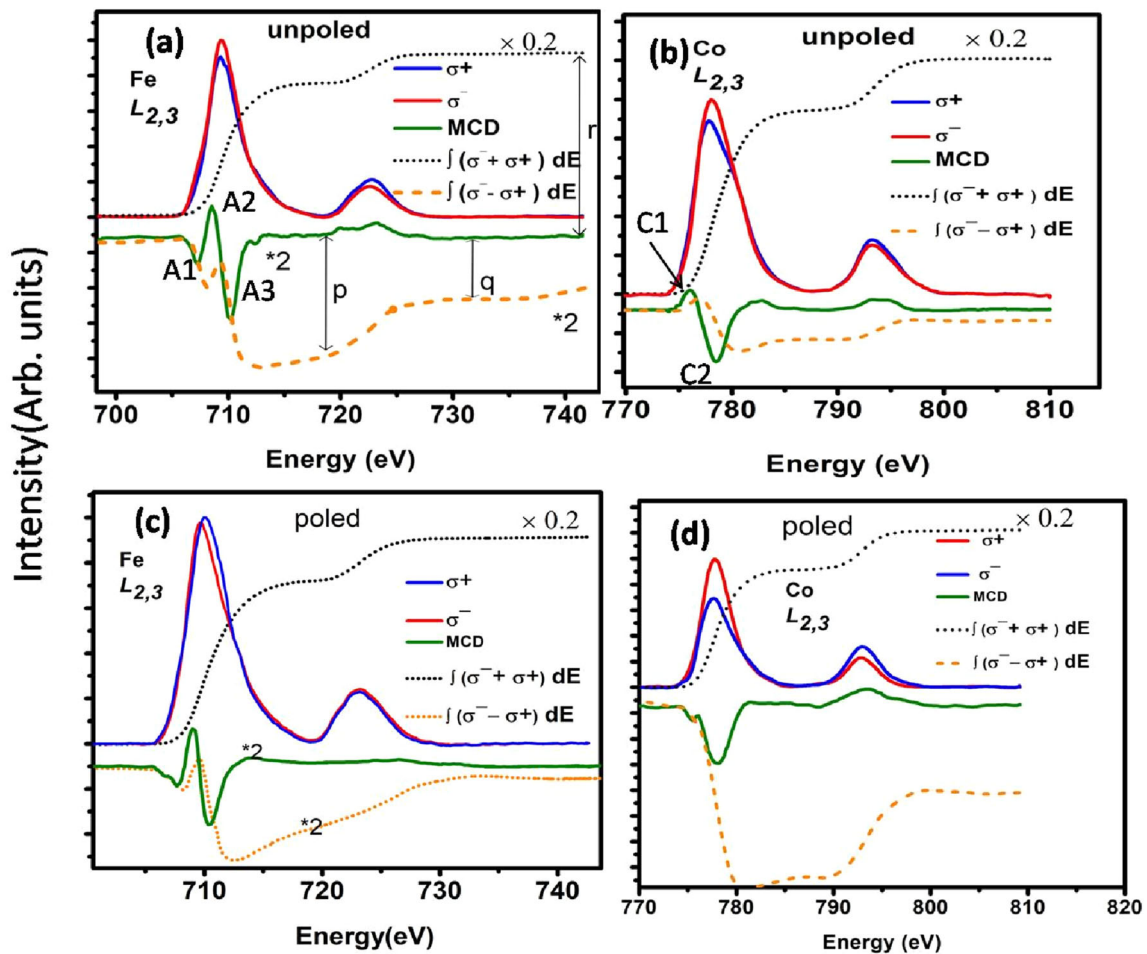 Intensity(Arb. units)
(a)
unpoled
× 0.2
Fe
L2,3
σ+
σ−
MCD
∫ (σ− + σ+ ) dE
∫ (σ− - σ+ ) dE
r
A2
A1
*2
A3
p
q
*2
700 710 720 730 740
Energy (eV)
(b)
unpoled
× 0.2
Co
L2,3
σ+
σ−
MCD
∫ (σ− + σ+ ) dE
∫ (σ− − σ+ ) dE
C1
C2
770 780 790 800 810
Energy (eV)
(c)
poled
× 0.2
Fe
L2,3
σ+
σ−
MCD
∫ (σ− + σ+) dE
∫ (σ− − σ+) dE
*2
*2
710 720 730 740
Energy(eV)
(d)
poled
× 0.2
Co
L2,3
σ+
σ−
MCD
∫ (σ− + σ+ ) dE
∫ (σ− − σ+ ) dE
770 780 790 800 810 820
Energy (eV)